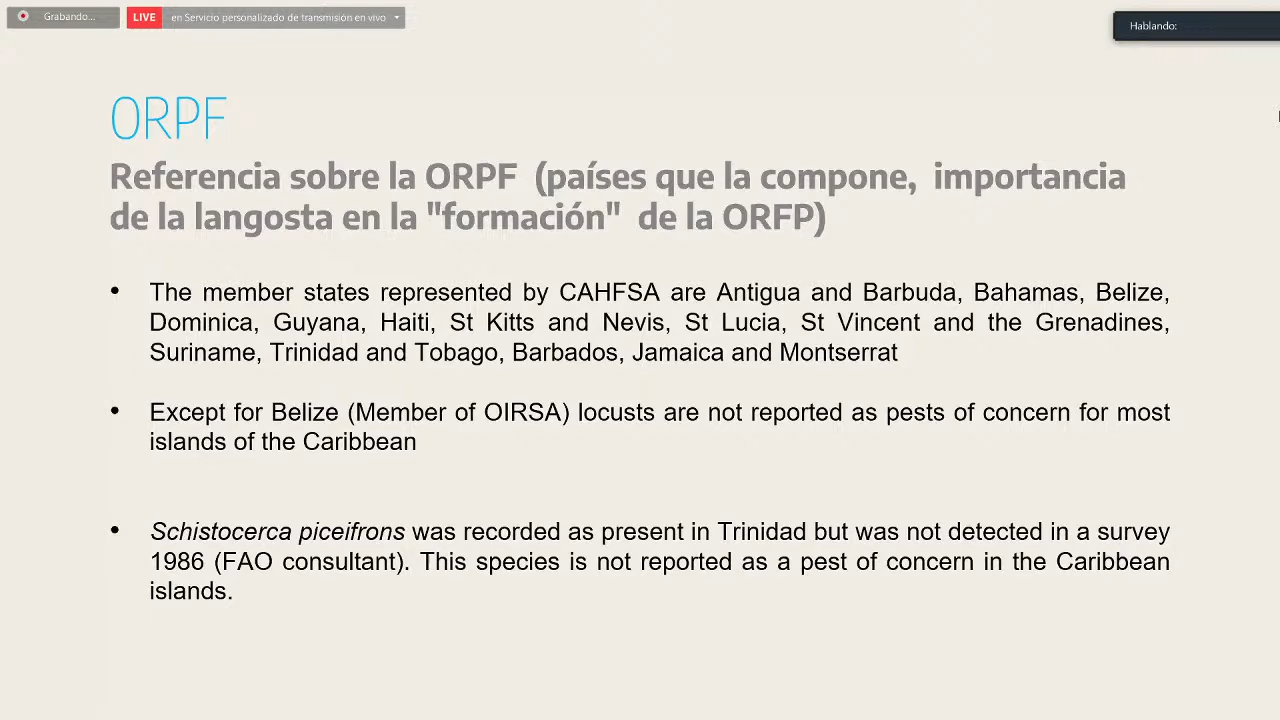 Grabando...
LIVE en Servicio personalizado de transmisión en vivo
Hablando:
ORPF
Referencia sobre la ORPF (países que la compone, importancia
de la langosta en la "formación" de la ORFP)
• The member states represented by CAHFSA are Antigua and Barbuda, Bahamas, Belize,
Dominica, Guyana, Haiti, St Kitts and Nevis, St Lucia, St Vincent and the Grenadines,
Suriname, Trinidad and Tobago, Barbados, Jamaica and Montserrat
• Except for Belize (Member of OIRSA) locusts are not reported as pests of concern for most
islands of the Caribbean
• Schistocerca piceifrons was recorded as present in Trinidad but was not detected in a survey
1986 (FAO consultant). This species is not reported as a pest of concern in the Caribbean
islands.